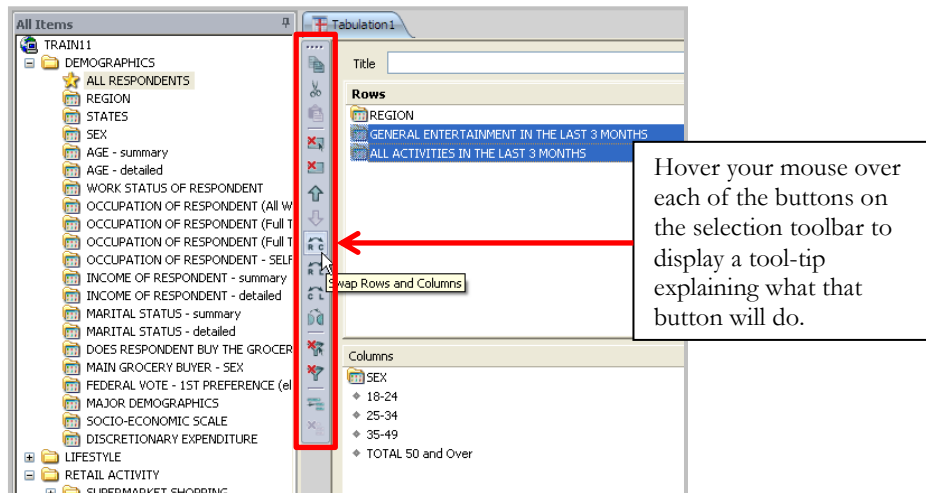 All Items
TRAIN11
DEMOGRAPHICS
ALL RESPONDENTS
REGION
STATES
SEX
AGE - summary
AGE - detailed
WORK STATUS OF RESPONDENT
OCCUPATION OF RESPONDENT (All W
OCCUPATION OF RESPONDENT (Full T
OCCUPATION OF RESPONDENT (Full T
OCCUPATION OF RESPONDENT - SELF
INCOME OF RESPONDENT - summary
INCOME OF RESPONDENT - detailed
MARITAL STATUS - summary
MARITAL STATUS - detailed
DOES RESPONDENT BUY THE GROCER
MAIN GROCERY BUYER - SEX
FEDERAL VOTE - 1ST PREFERENCE (el
MAJOR DEMOGRAPHICS
SOCIO-ECONOMIC SCALE
DISCRETIONARY EXPENDITURE
LIFESTYLE
RETAIL ACTIVITY
SUPERMARKET SHOPPING
Tabulation1
Title
Rows
REGION
GENERAL ENTERTAINMENT IN THE LAST 3 MONTHS
ALL ACTIVITIES IN THE LAST 3 MONTHS
R C
R L
C L
Swap Rows and Columns
Columns
SEX
18-24
25-34
35-49
TOTAL 50 and Over
Hover your mouse over
each of the buttons on
the selection toolbar to
display a tool-tip
explaining what that
button will do.